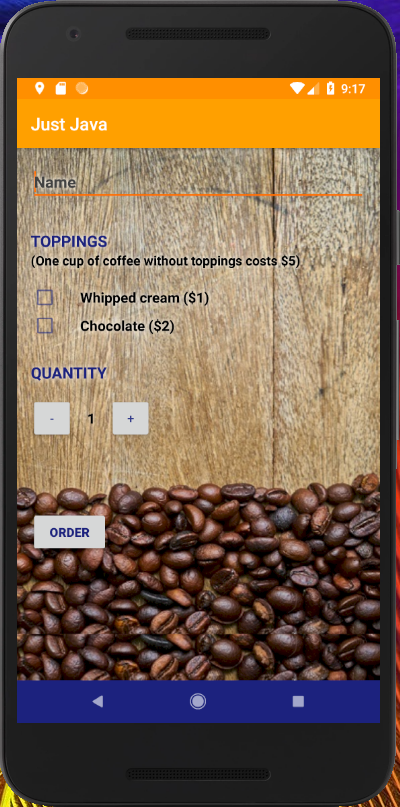 9:17
Just Java
Name
TOPPINGS
(One cup of coffee without toppings costs $5)
Whipped cream ($1)
Chocolate ($2)
QUANTITY
- 1 +
ORDER